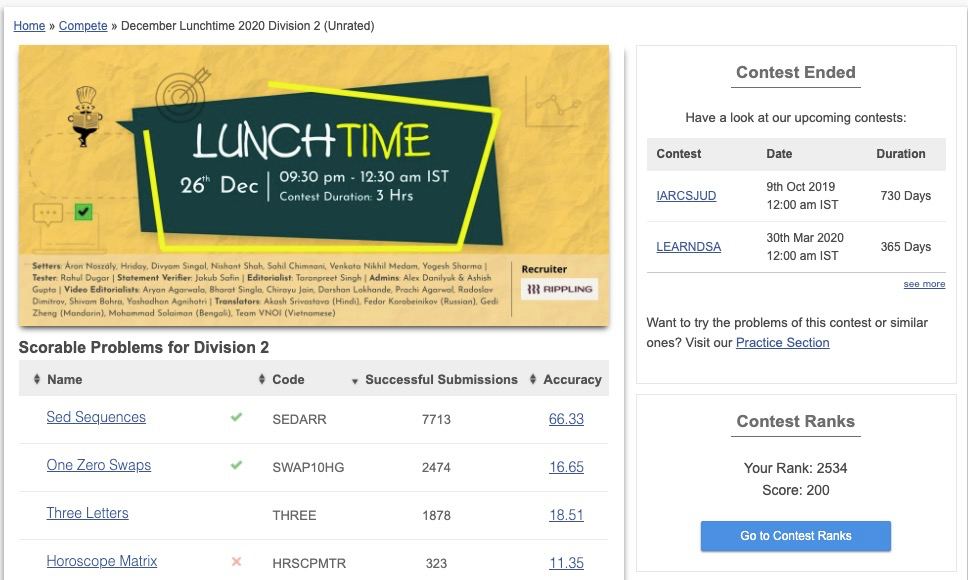 Home » Compete » December Lunchtime 2020 Division 2 (Unrated)
LUNCHTIME
26th Dec
09:30 pm - 12:30 am IST
Contest Duration: 3 Hrs
Setters: Áron Noszály, Hriday, Divyam Singal, Nishant Shah, Sahil Chimnani, Venkata Nikhil Medam, Yogesh Sharma |
Tester: Rahul Dugar | Statement Verifier: Jakub Safin | Editorialist: Taranpreet Singh | Admins: Alex Danilyuk & Ashish
Gupta | Video Editorialists: Aryan Agarwala, Bharat Singla, Chirayu Jain, Darshan Lokhande, Prachi Agarwal, Radoslav
Dimitrov, Shivam Bohra, Yashodhan Agnihotri | Translators: Akash Srivastava (Hindi), Fedor Korobeinikov (Russian), Gedi
Zheng (Mandarin), Mohammad Solaiman (Bengali), Team VNOI (Vietnamese)
Recruiter
RIPPLING
Scorable Problems for Division 2
Name Code Successful Submissions Accuracy
Sed Sequences SEDARR 7713 66.33
One Zero Swaps SWAP10HG 2474 16.65
Three Letters THREE 1878 18.51
Horoscope Matrix HRSCPMTR 323 11.35
Contest Ended
Have a look at our upcoming contests:
Contest Date Duration
IARCSJUD 9th Oct 2019 730 Days
12:00 am IST
LEARNDSA 30th Mar 2020 365 Days
12:00 am IST
see more
Want to try the problems of this contest or similar
ones? Visit our Practice Section
Contest Ranks
Your Rank: 2534
Score: 200
Go to Contest Ranks